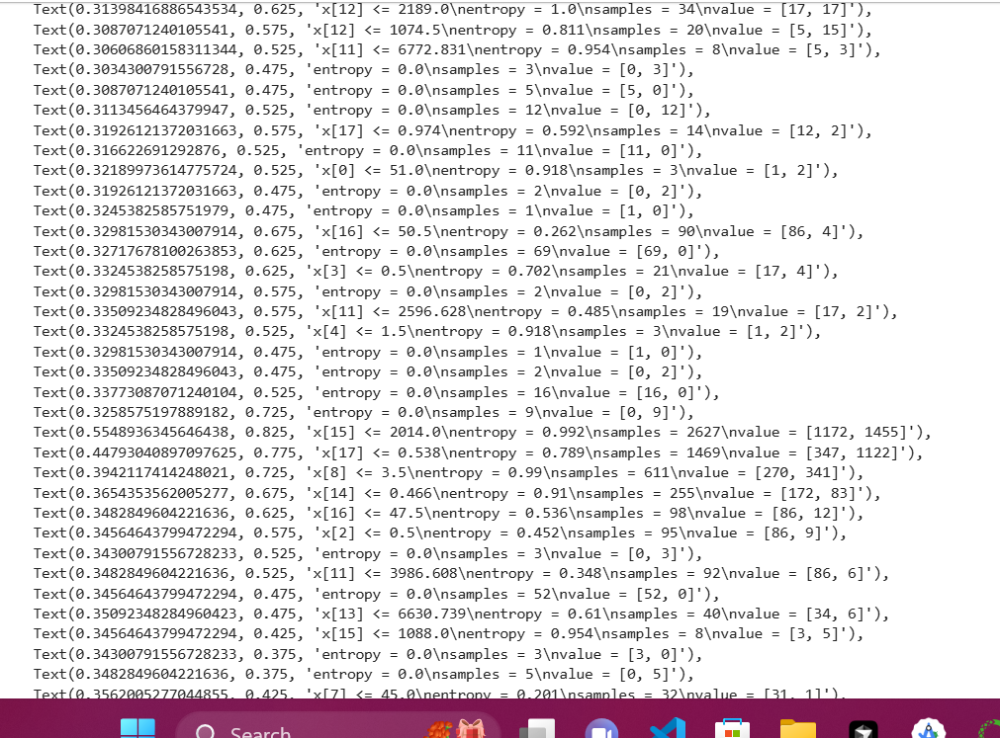 Text(0.31398416886543534, 0.625, 'x[12] <= 2189.0\nentropy = 1.0\nsamples = 34\nvalue = [17, 17]'),
Text(0.3087071240105541, 0.575, 'x[12] <= 1074.5\nentropy = 0.811\nsamples = 20\nvalue = [5, 15]'),
Text(0.30606860158311344, 0.525, 'x[11] <= 6772.831\nentropy = 0.954\nsamples = 8\nvalue = [5, 3]'),
Text(0.3034300791556728, 0.475, 'entropy = 0.0\nsamples = 3\nvalue = [0, 3]'),
Text(0.3087071240105541, 0.475, 'entropy = 0.0\nsamples = 5\nvalue = [5, 0]'),
Text(0.3113456464379947, 0.525, 'entropy = 0.0\nsamples = 12\nvalue = [0, 12]'),
Text(0.31926121372031663, 0.575, 'x[17] <= 0.974\nentropy = 0.592\nsamples = 14\nvalue = [12, 2]'),
Text(0.316622691292876, 0.525, 'entropy = 0.0\nsamples = 11\nvalue = [11, 0]'),
Text(0.32189973614775724, 0.525, 'x[0] <= 51.0\nentropy = 0.918\nsamples = 3\nvalue = [1, 2]'),
Text(0.31926121372031663, 0.475, 'entropy = 0.0\nsamples = 2\nvalue = [0, 2]'),
Text(0.3245382585751979, 0.475, 'entropy = 0.0\nsamples = 1\nvalue = [1, 0]'),
Text(0.32981530343007914, 0.675, 'x[16] <= 50.5\nentropy = 0.262\nsamples = 90\nvalue = [86, 4]'),
Text(0.32717678100263853, 0.625, 'entropy = 0.0\nsamples = 69\nvalue = [69, 0]'),
Text(0.3324538258575198, 0.625, 'x[3] <= 0.5\nentropy = 0.702\nsamples = 21\nvalue = [17, 4]'),
Text(0.32981530343007914, 0.575, 'entropy = 0.0\nsamples = 2\nvalue = [0, 2]'),
Text(0.33509234828496043, 0.575, 'x[11] <= 2596.628\nentropy = 0.485\nsamples = 19\nvalue = [17, 2]'),
Text(0.3324538258575198, 0.525, 'x[4] <= 1.5\nentropy = 0.918\nsamples = 3\nvalue = [1, 2]'),
Text(0.32981530343007914, 0.475, 'entropy = 0.0\nsamples = 1\nvalue = [1, 0]'),
Text(0.33509234828496043, 0.475, 'entropy = 0.0\nsamples = 2\nvalue = [0, 2]'),
Text(0.33773087071240104, 0.525, 'entropy = 0.0\nsamples = 16\nvalue = [16, 0]'),
Text(0.3258575197889182, 0.725, 'entropy = 0.0\nsamples = 9\nvalue = [0, 9]'),
Text(0.5548936345646438, 0.825, 'x[15] <= 2014.0\nentropy = 0.992\nsamples = 2627\nvalue = [1172, 1455]'),
Text(0.44793040897097625, 0.775, 'x[17] <= 0.538\nentropy = 0.789\nsamples = 1469\nvalue = [347, 1122]'),
Text(0.3942117414248021, 0.725, 'x[8] <= 3.5\nentropy = 0.99\nsamples = 611\nvalue = [270, 341]'),
Text(0.3654353562005277, 0.675, 'x[14] <= 0.466\nentropy = 0.91\nsamples = 255\nvalue = [172, 83]'),
Text(0.3482849604221636, 0.625, 'x[16] <= 47.5\nentropy = 0.536\nsamples = 98\nvalue = [86, 12]'),
Text(0.34564643799472294, 0.575, 'x[2] <= 0.5\nentropy = 0.452\nsamples = 95\nvalue = [86, 9]'),
Text(0.34300791556728233, 0.525, 'entropy = 0.0\nsamples = 3\nvalue = [0, 3]'),
Text(0.3482849604221636, 0.525, 'x[11] <= 3986.608\nentropy = 0.348\nsamples = 92\nvalue = [86, 6]'),
Text(0.34564643799472294, 0.475, 'entropy = 0.0\nsamples = 52\nvalue = [52, 0]'),
Text(0.35092348284960423, 0.475, 'x[13] <= 6630.739\nentropy = 0.61\nsamples = 40\nvalue = [34, 6]'),
Text(0.34564643799472294, 0.425, 'x[15] <= 1088.0\nentropy = 0.954\nsamples = 8\nvalue = [3, 5]'),
Text(0.34300791556728233, 0.375, 'entropy = 0.0\nsamples = 3\nvalue = [3, 0]'),
Text(0.3482849604221636, 0.375, 'entropy = 0.0\nsamples = 5\nvalue = [0, 5]'),
Text(0.3562005277044855, 0.425, 'x[7] <= 45.0\nentropy = 0.201\nsamples = 32\nvalue = [31, 1]'),
Search